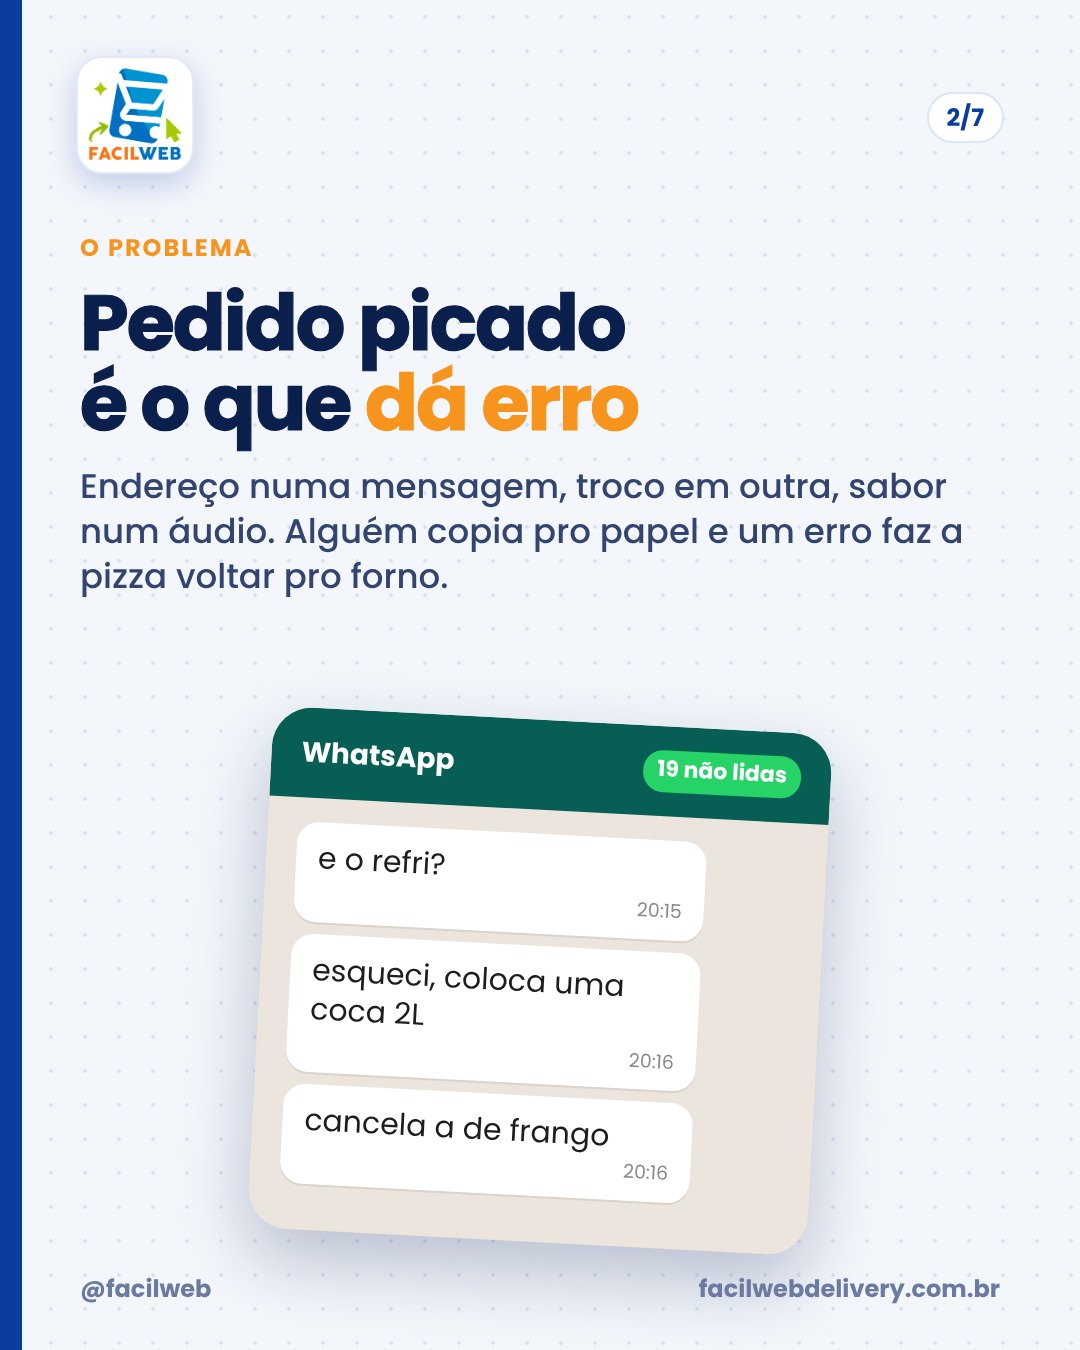 FACILWEB
2/7
O PROBLEMA
Pedido picado
é o que dá erro
Endereço numa mensagem, troco em outra, sabor
num áudio. Alguém copia pro papel e um erro faz a
pizza voltar pro forno.
WhatsApp
19 não lidas
e o refri?
20:15
esqueci, coloca uma
coca 2L
20:16
cancela a de frango
20:16
@facilweb
facilwebdelivery.com.br